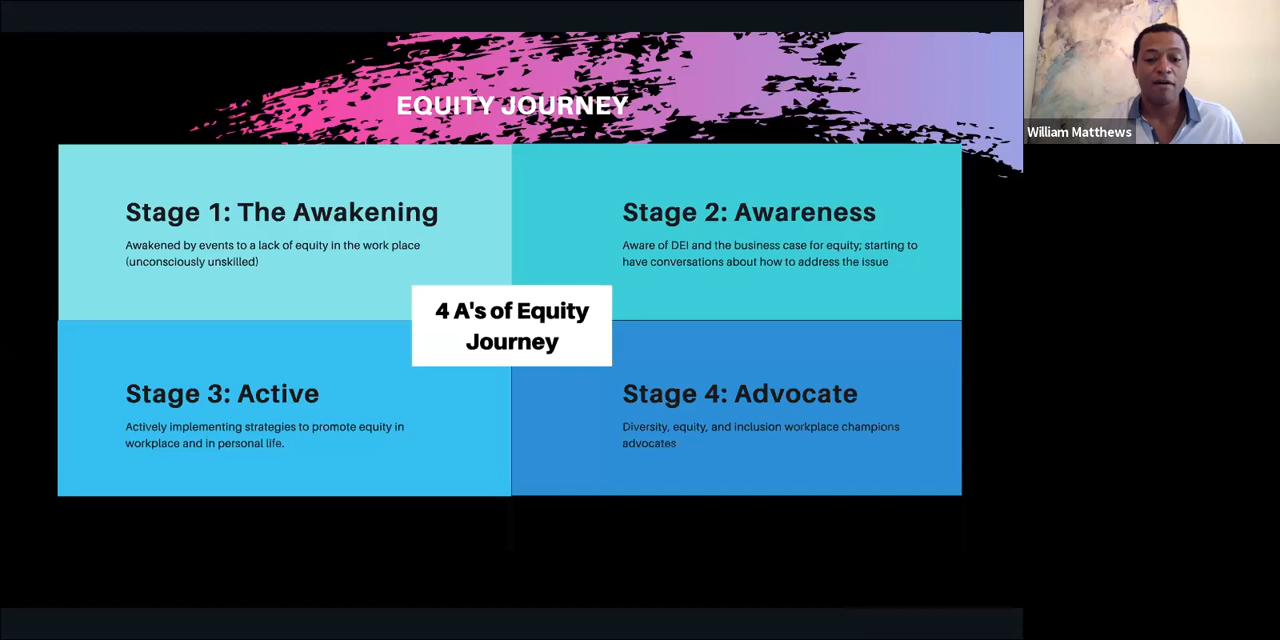 EQUITY JOURNEY
William Matthews
Stage 1: The Awakening
Awakened by events to a lack of equity in the work place
(unconsciously unskilled)
Stage 2: Awareness
Aware of DEI and the business case for equity; starting to
have conversations about how to address the issue
4 A's of Equity
Journey
Stage 3: Active
Actively implementing strategies to promote equity in
workplace and in personal life.
Stage 4: Advocate
Diversity, equity, and inclusion workplace champions
advocates